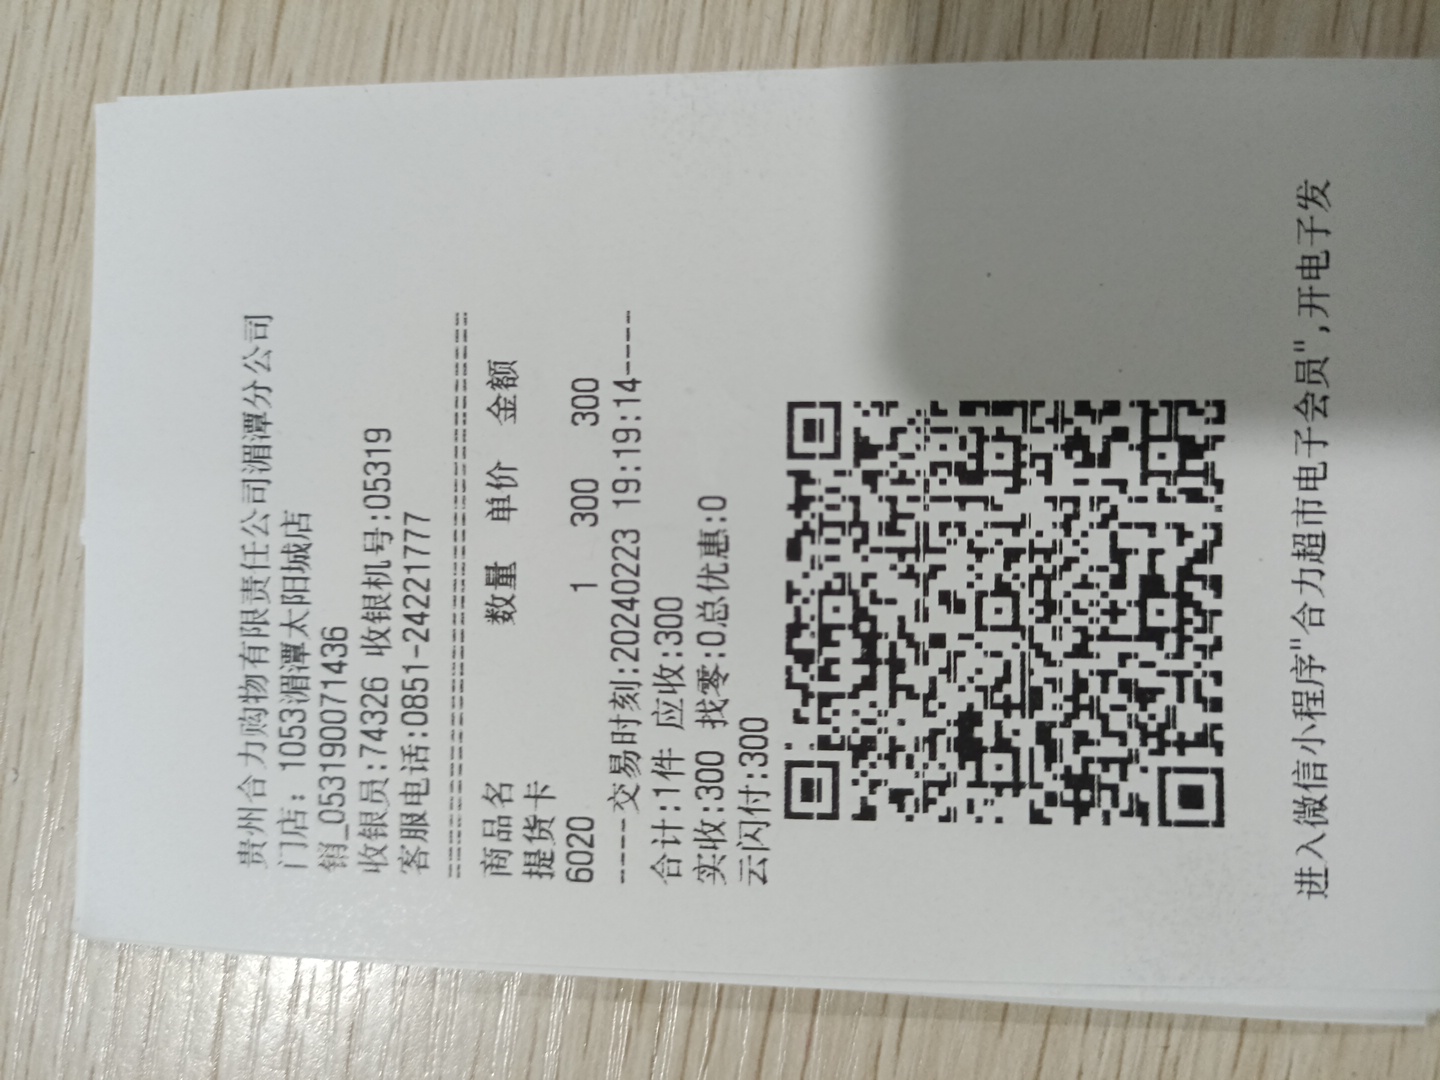 贵州合力购物有限责任公司湄潭分公司
门店: 1053湄潭太阳城店
销_05319007​1436
收银员:74326 收银机号:05319
客服电话:0851-24221777
商品名 数量 单价 金额
提货卡
6020 1 300 300
----交易时刻:20240223 19:19:14----
合计:1件 应收:300
实收:300 找零:0总优惠:0
云闪付:300
进入微信小程序"合力超市电子会员",开电子发